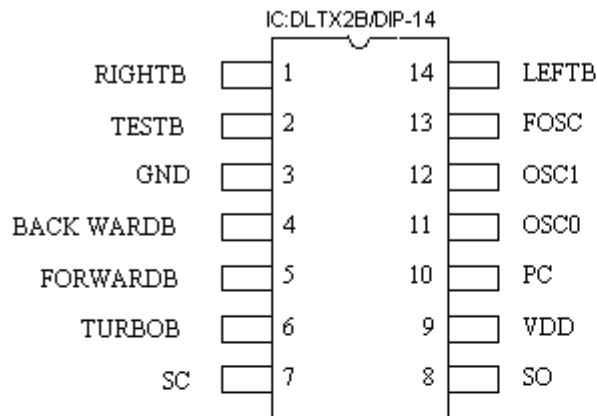 IC:DLTX2B/DIP-14
RIGHTB 1 14 LEFTB
TESTB 2 13 FOSC
GND 3 12 OSC1
BACK WARDB 4 11 OSC0
FORWARDB 5 10 PC
TURBOB 6 9 VDD
SC 7 8 SO